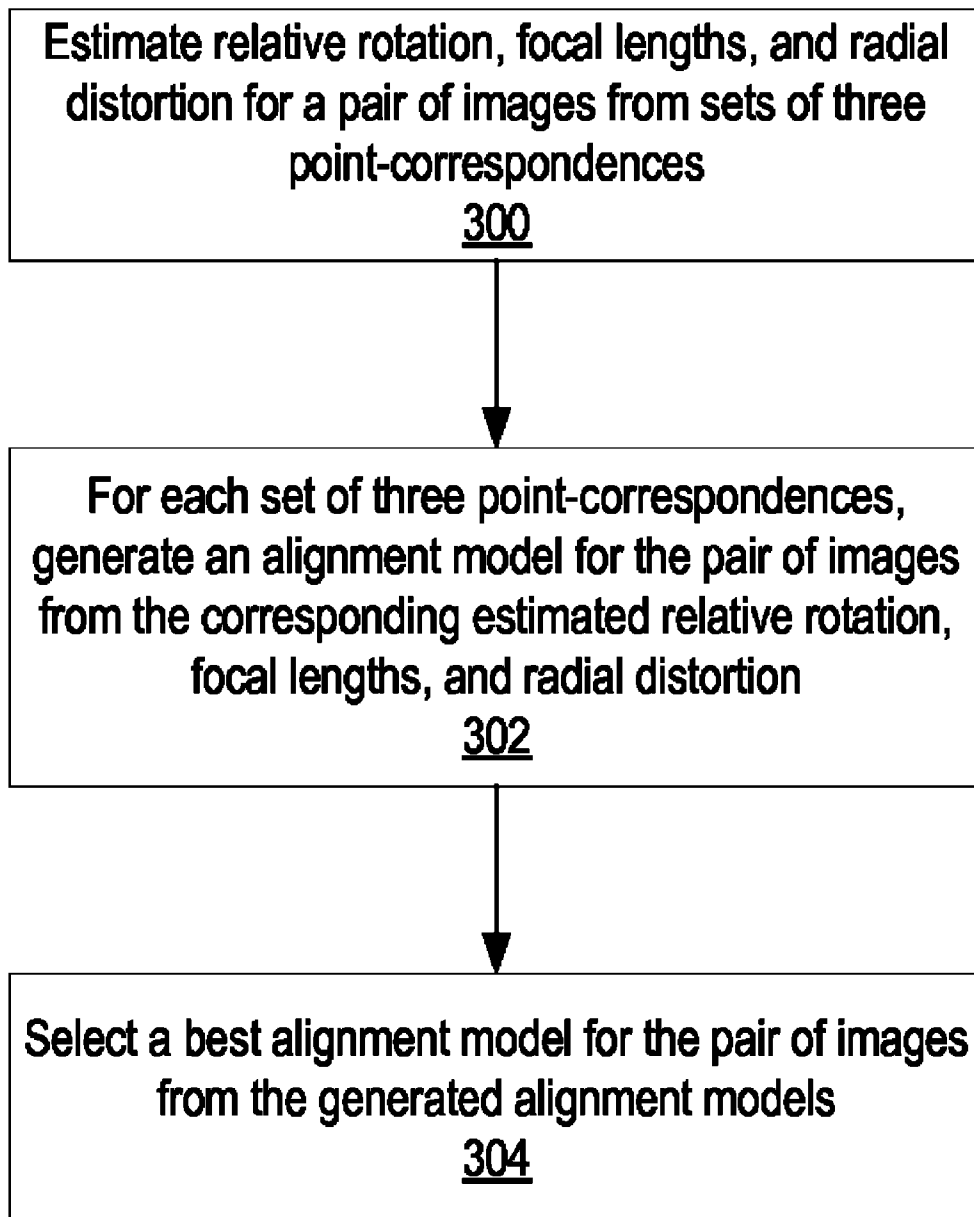 Estimate relative rotation, focal lengths, and radial
distortion for a pair of images from sets of three
point-correspondences
300
For each set of three point-correspondences,
generate an alignment model for the pair of images
from the corresponding estimated relative rotation,
focal lengths, and radial distortion
302
Select a best alignment model for the pair of images
from the generated alignment models
304